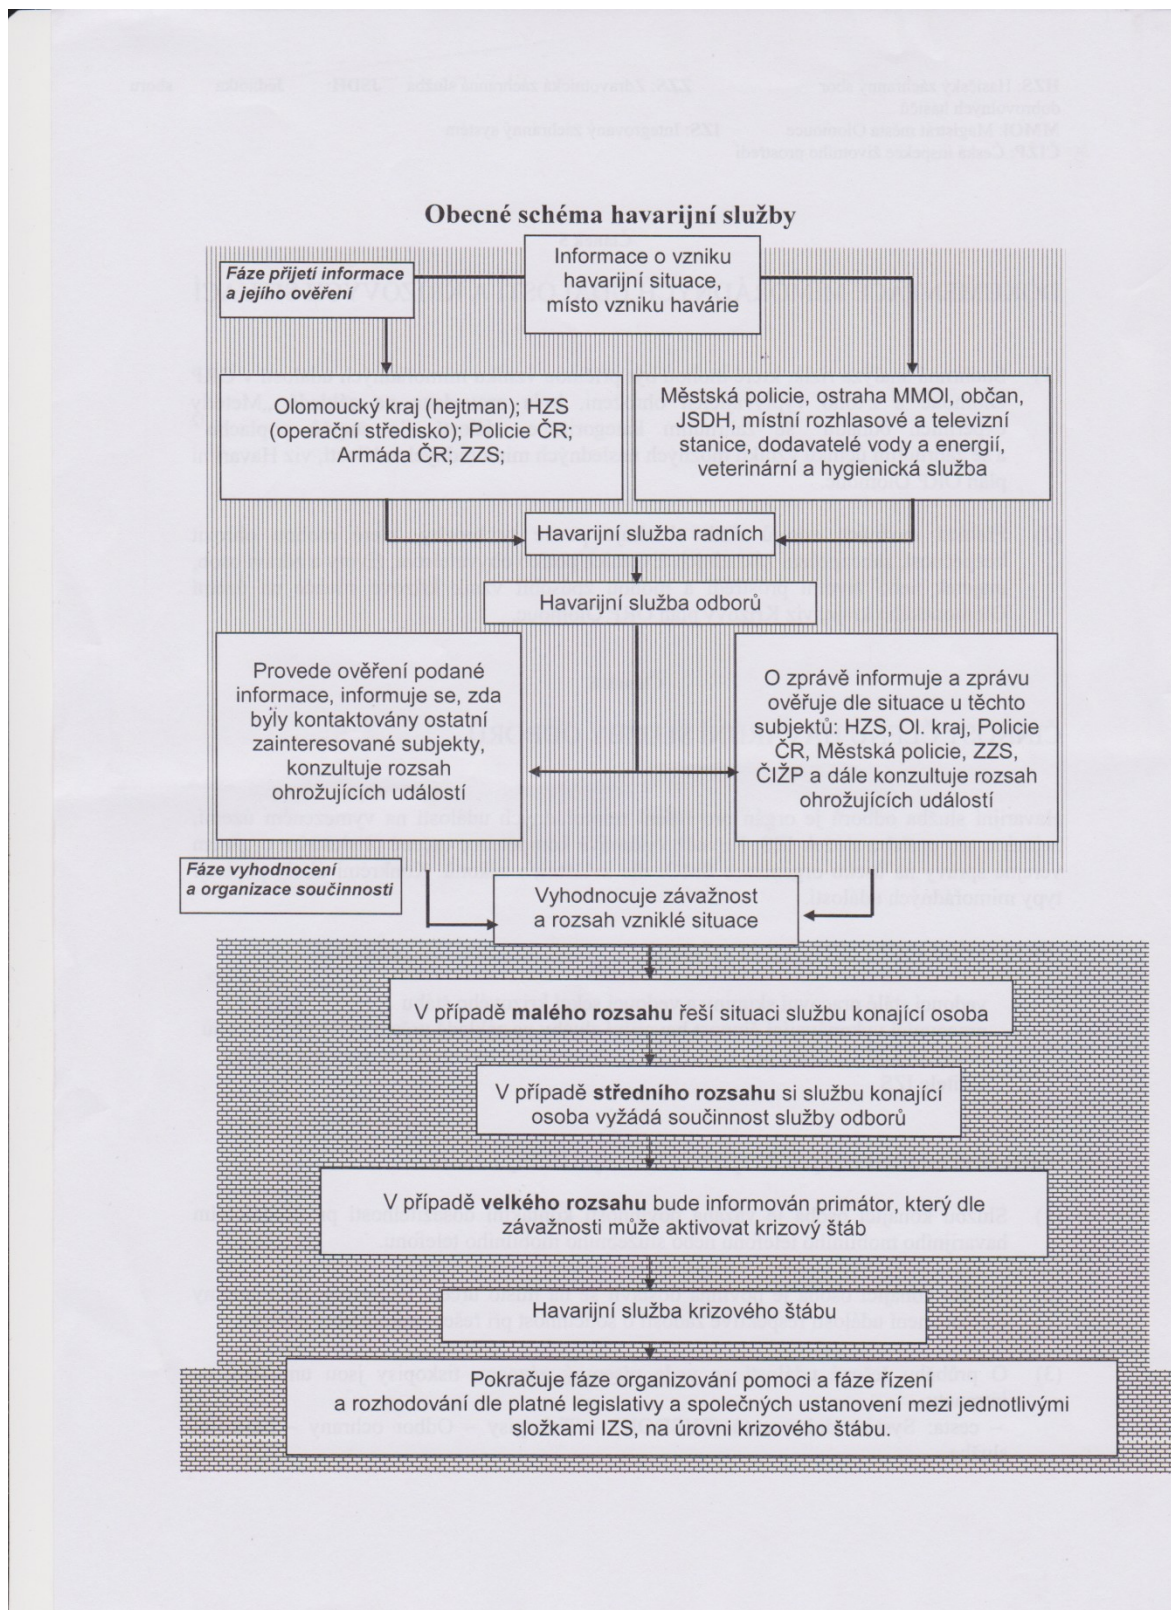 Obecné schéma havarijní služby
Informace o vzniku
havarijní situace,
místo vzniku havárie
Fáze přijetí informace
a jejího ověření
Olomoucký kraj (hejtman); HZS
(operační středisko); Policie ČR;
Armáda ČR; ZZS;
Městská policie, ostraha MMOl, občan,
JSDH, místní rozhlasové a televizní
stanice, dodavatelé vody a energií,
veterinární a hygienická služba
Havarijní služba radních
Havarijní služba odborů
Provede ověření podané
informace, informuje se, zda
byly kontaktovány ostatní
zainteresované subjekty,
konzultuje rozsah
ohrožujících událostí
O zprávě informuje a zprávu
ověřuje dle situace u těchto
subjektů: HZS, Ol. kraj, Policie
ČR, Městská policie, ZZS,
ČIŽP a dále konzultuje rozsah
ohrožujících událostí
Fáze vyhodnocení
a organizace součinnosti
Vyhodnocuje závažnost
a rozsah vzniklé situace
V případě malého rozsahu řeší situaci službu konající osoba
V případě středního rozsahu si službu konající
osoba vyžádá součinnost služby odborů
V případě velkého rozsahu bude informován primátor, který dle
závažnosti může aktivovat krizový štáb
Havarijní služba krizového štábu
Pokračuje fáze organizování pomoci a fáze řízení
a rozhodování dle platné legislativy a společných ustanovení mezi jednotlivými
složkami IZS, na úrovni krizového štábu.